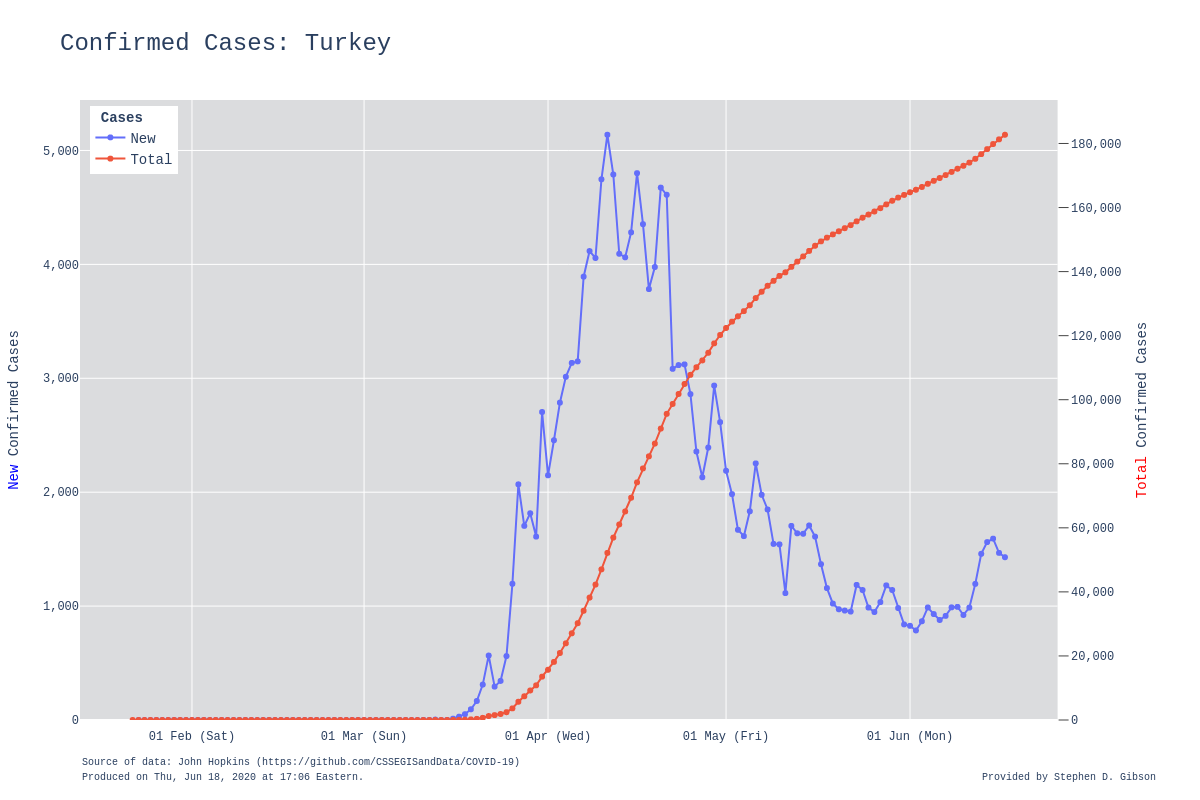 Confirmed Cases: Turkey
Cases
New
Total
5,000
4,000
3,000
2,000
1,000
0
New Confirmed Cases
180,000
160,000
140,000
120,000
100,000
80,000
60,000
40,000
20,000
0
Total Confirmed Cases
01 Feb (Sat)
01 Mar (Sun)
01 Apr (Wed)
01 May (Fri)
01 Jun (Mon)
Source of data: John Hopkins (https://github.com/CSSEGISandData/COVID-19)
Produced on Thu, Jun 18, 2020 at 17:06 Eastern.
Provided by Stephen D. Gibson